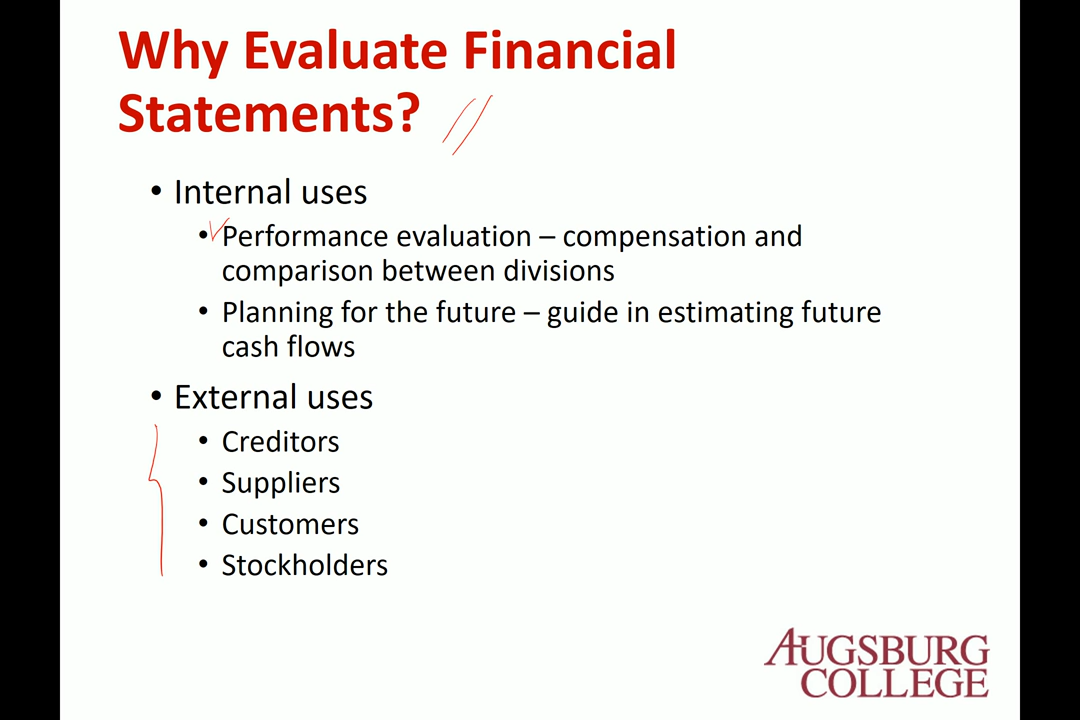 Why Evaluate Financial
Statements?
• Internal uses
• Performance evaluation – compensation and
comparison between divisions
• Planning for the future – guide in estimating future
cash flows
• External uses
• Creditors
• Suppliers
• Customers
• Stockholders
AUGSBURG
COLLEGE